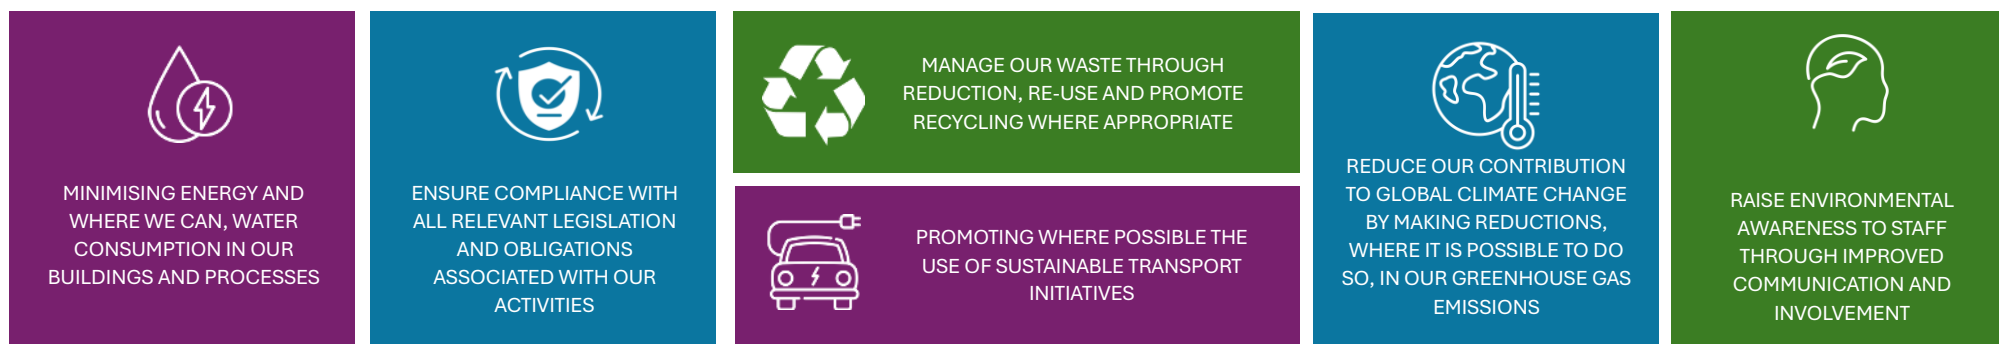 MINIMISING ENERGY AND
WHERE WE CAN, WATER
CONSUMPTION IN OUR
BUILDINGS AND PROCESSES
ENSURE COMPLIANCE WITH
ALL RELEVANT LEGISLATION
AND OBLIGATIONS
ASSOCIATED WITH OUR
ACTIVITIES
MANAGE OUR WASTE THROUGH
REDUCTION, RE-USE AND PROMOTE
RECYCLING WHERE APPROPRIATE
PROMOTING WHERE POSSIBLE THE
USE OF SUSTAINABLE TRANSPORT
INITIATIVES
REDUCE OUR CONTRIBUTION
TO GLOBAL CLIMATE CHANGE
BY MAKING REDUCTIONS,
WHERE IT IS POSSIBLE TO DO
SO, IN OUR GREENHOUSE GAS
EMISSIONS
RAISE ENVIRONMENTAL
AWARENESS TO STAFF
THROUGH IMPROVED
COMMUNICATION AND
INVOLVEMENT